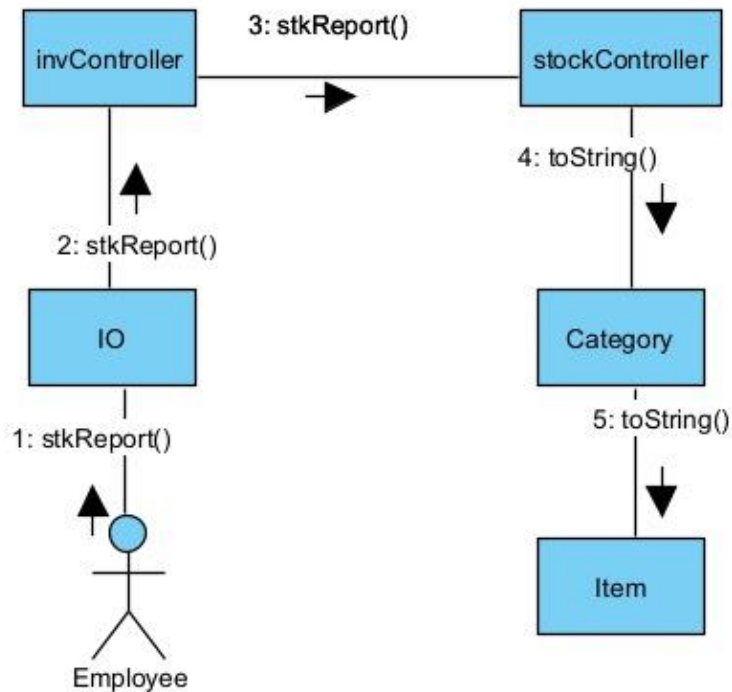 3: stkReport()
invController
stockController
4: toString()
2: stkReport()
IO
Category
1: stkReport()
5: toString()
Item
Employee